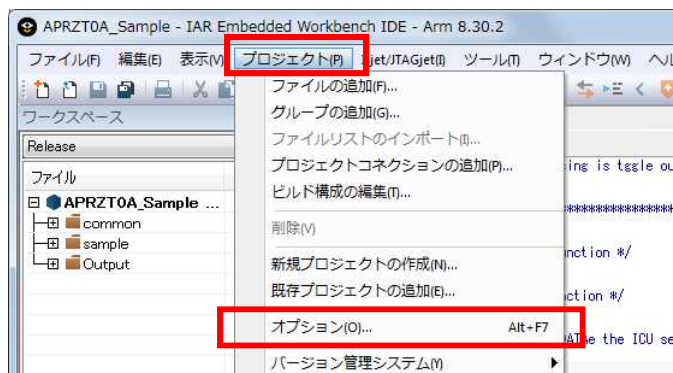 APRZT0A_Sample - IAR Embedded Workbench IDE - Arm 8.30.2
ファイル(F) 編集(E) 表示(V) プロジェクト(P) I-jet/JTAGjet(I) ツール(T) ウィンドウ(W) ヘル
ワークスペース
Release
ファイル
APRZT0A_Sample ...
common
sample
Output
ファイルの追加(F)...
グループの追加(G)...
ファイルリストのインポート(I)...
プロジェクトコネクションの追加(P)...
ビルド構成の編集(T)...
削除(V)
新規プロジェクトの作成(N)...
既存プロジェクトの追加(E)...
オプション(O)... Alt+F7
バージョン管理システム(Y)
ing is tggle ou
*****************
nction */
ction */
the ICU se